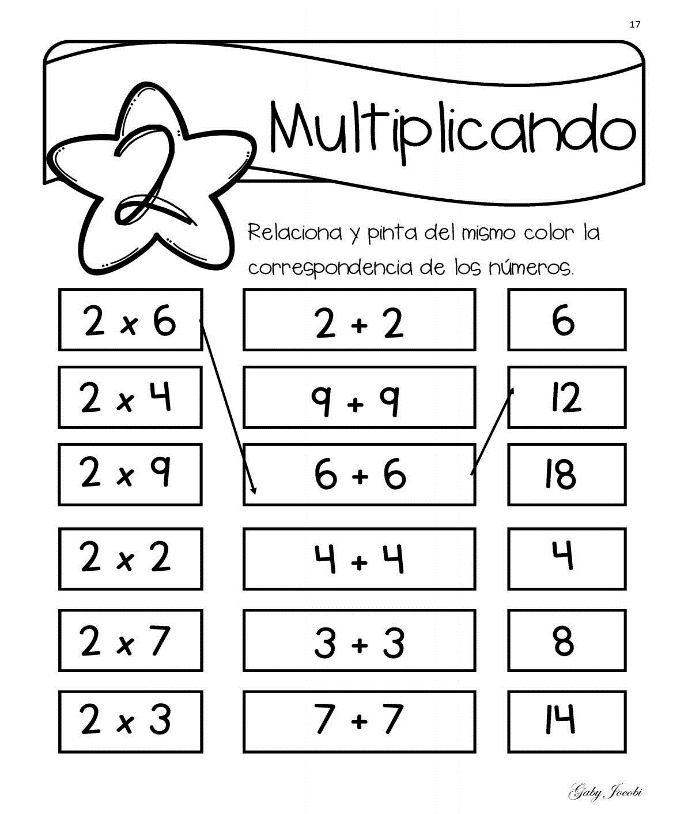 17
Multiplicando
2
Relaciona y pinta del mismo color la
correspondencia de los números.
2 x 6 2 + 2 6
2 x 4 9 + 9 12
2 x 9 6 + 6 18
2 x 2 4 + 4 4
2 x 7 3 + 3 8
2 x 3 7 + 7 14
Gaby Jocobi